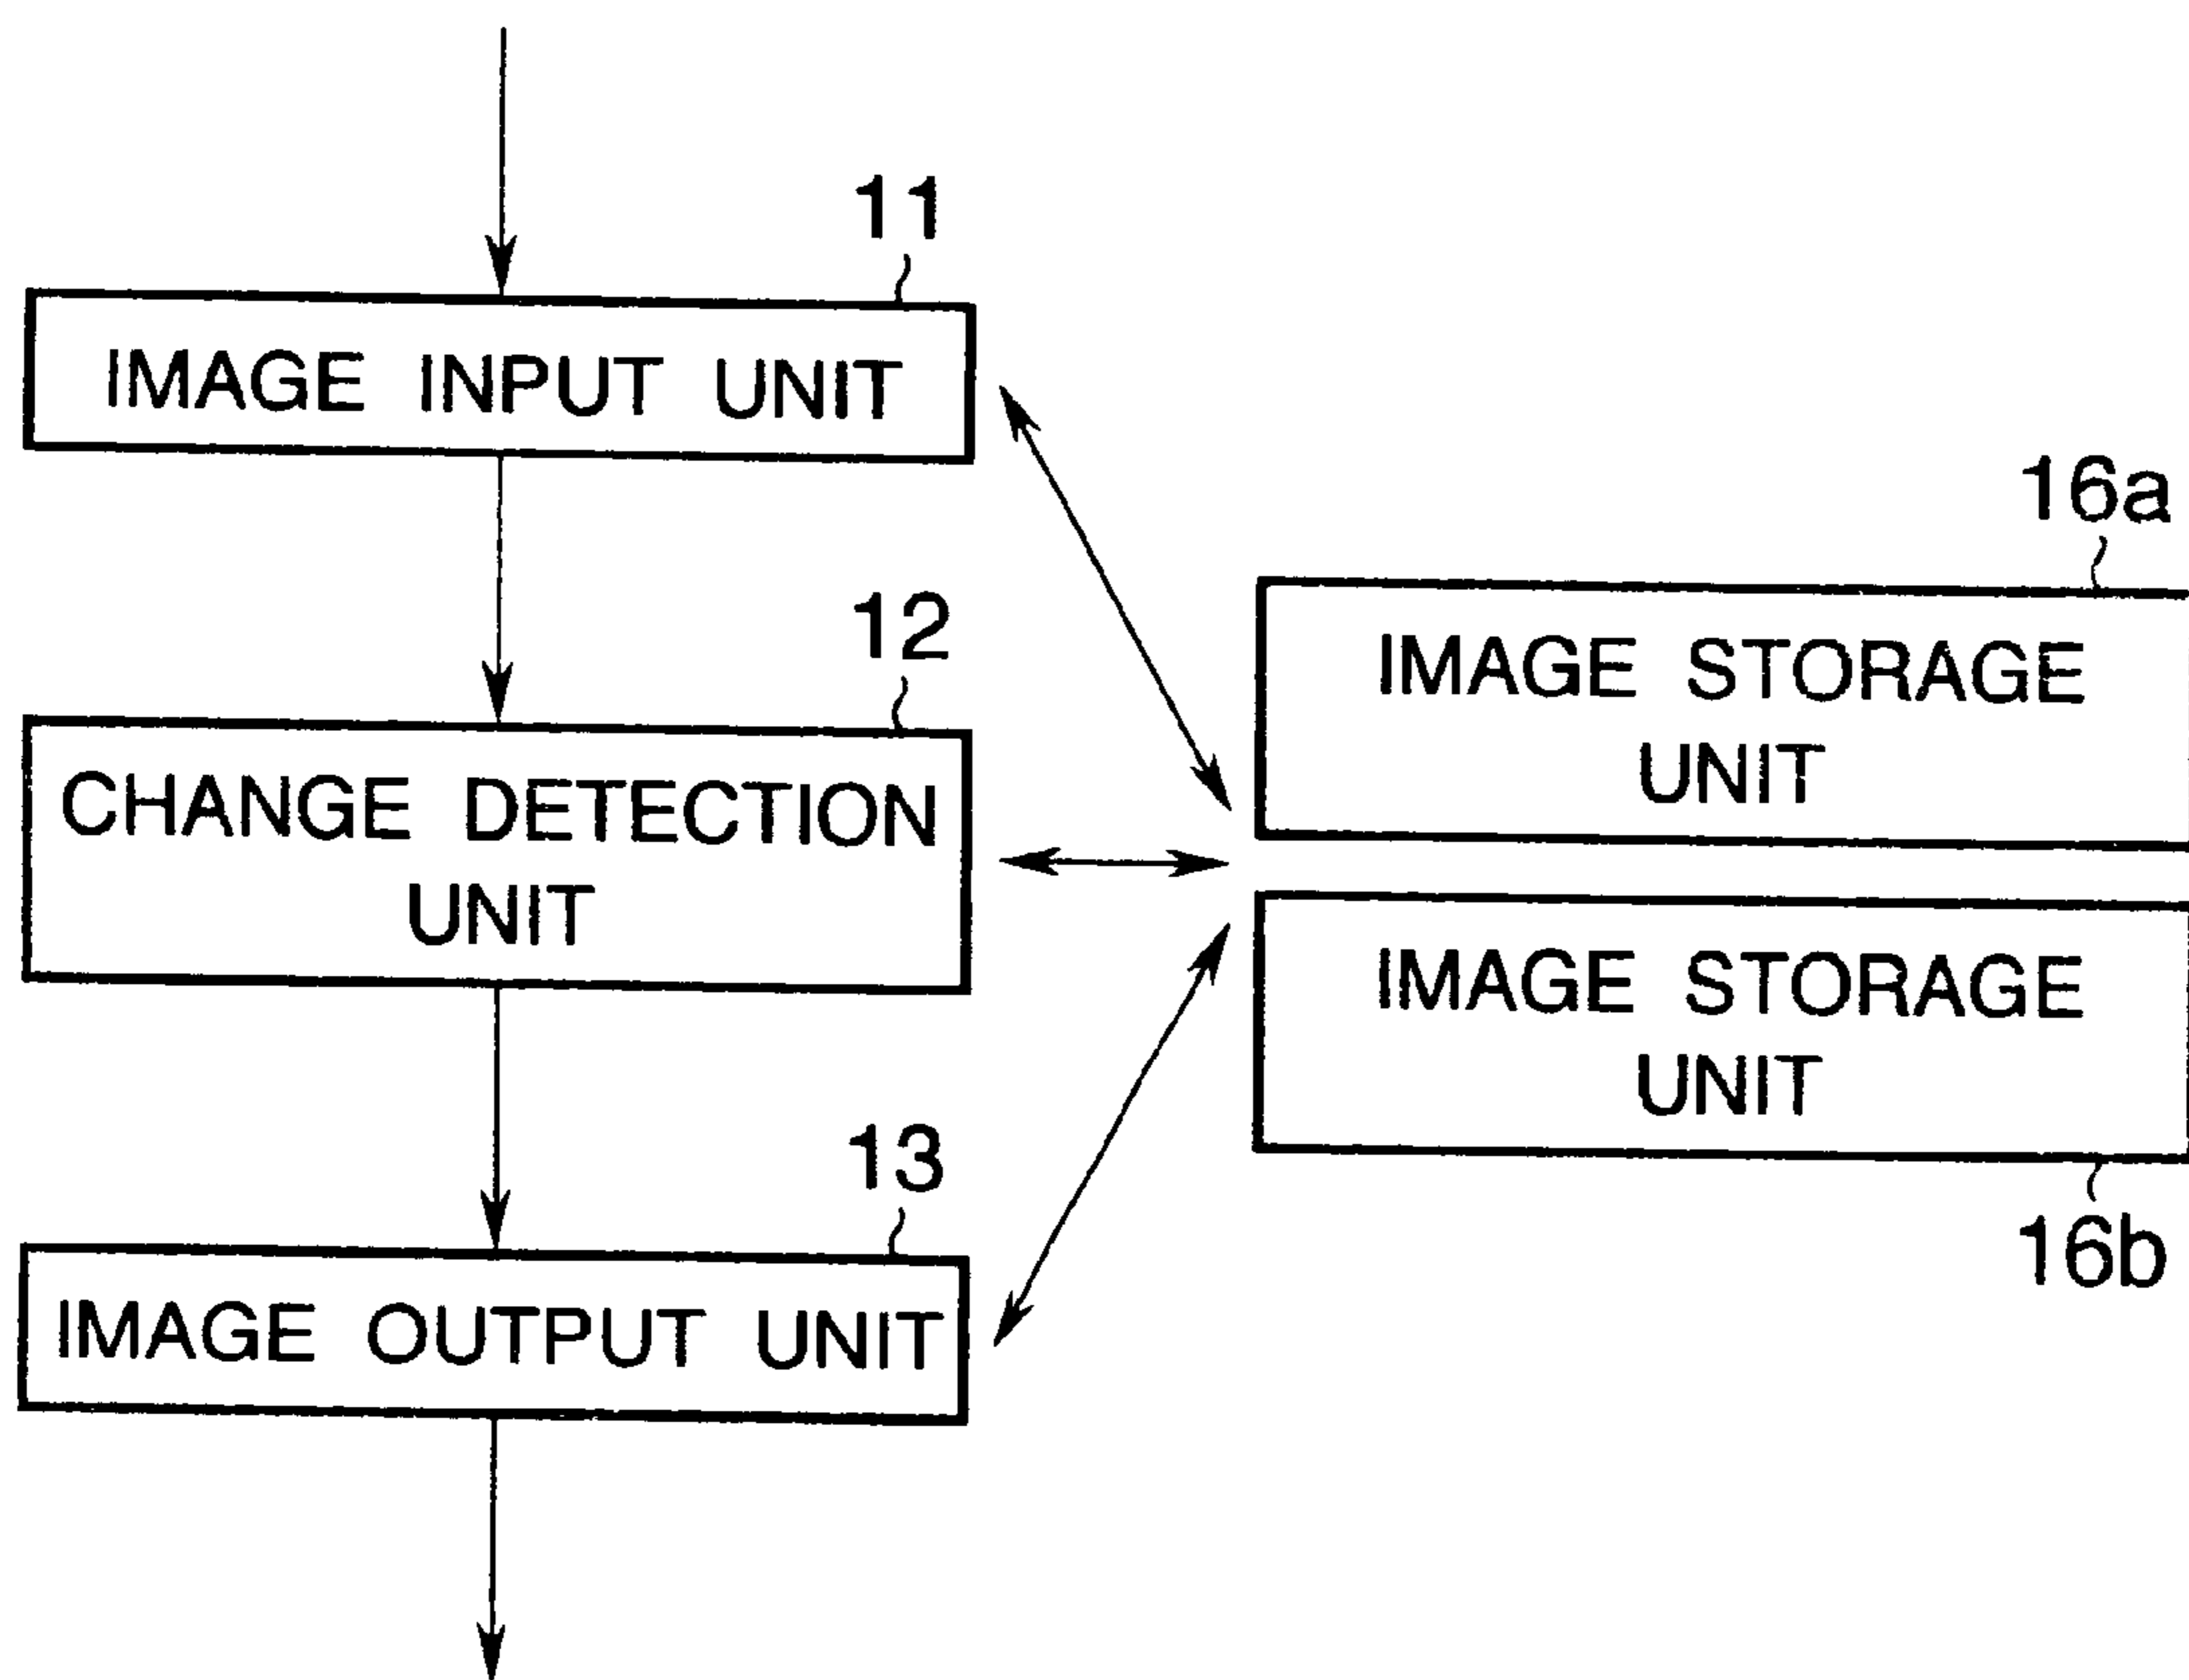 11
IMAGE INPUT UNIT
12
CHANGE DETECTION
UNIT
13
IMAGE OUTPUT UNIT
16a
IMAGE STORAGE
UNIT
IMAGE STORAGE
UNIT
16b